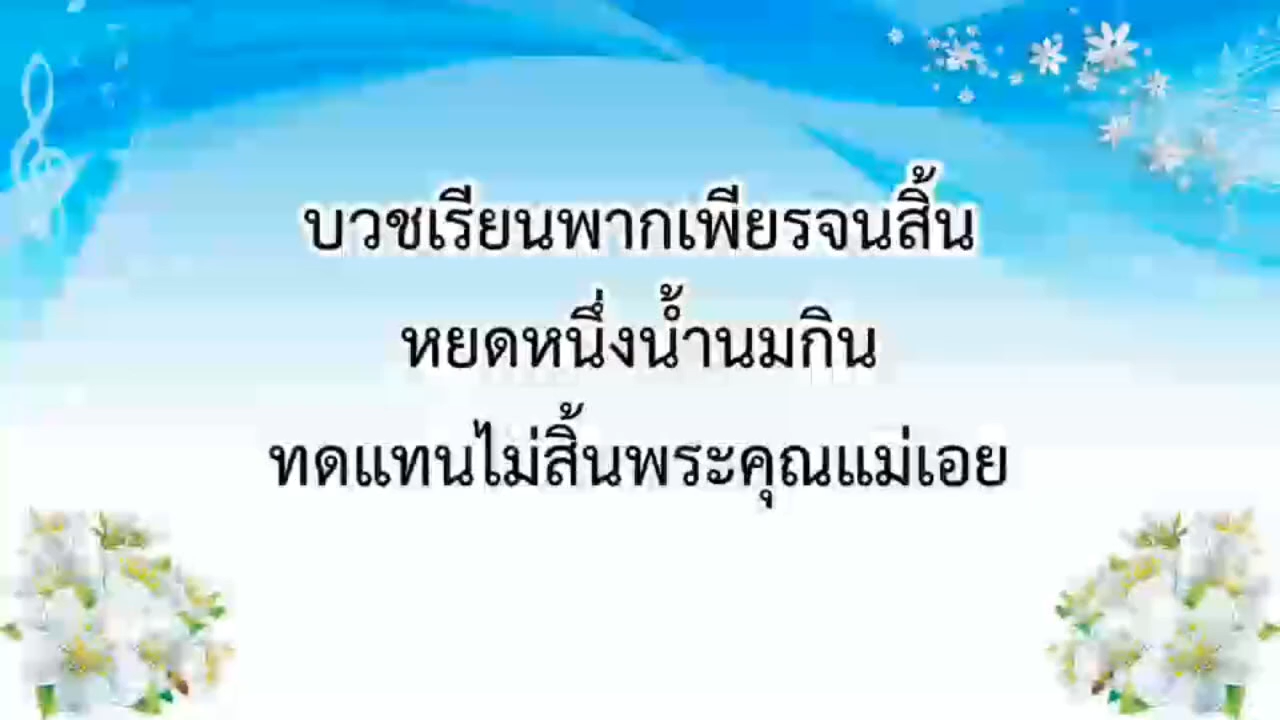 บวชเรียนพากเพียรจนสิ้น
หยดหนึ่งน้ำนมกิน
ทดแทนไม่สิ้นพระคุณแม่เอย